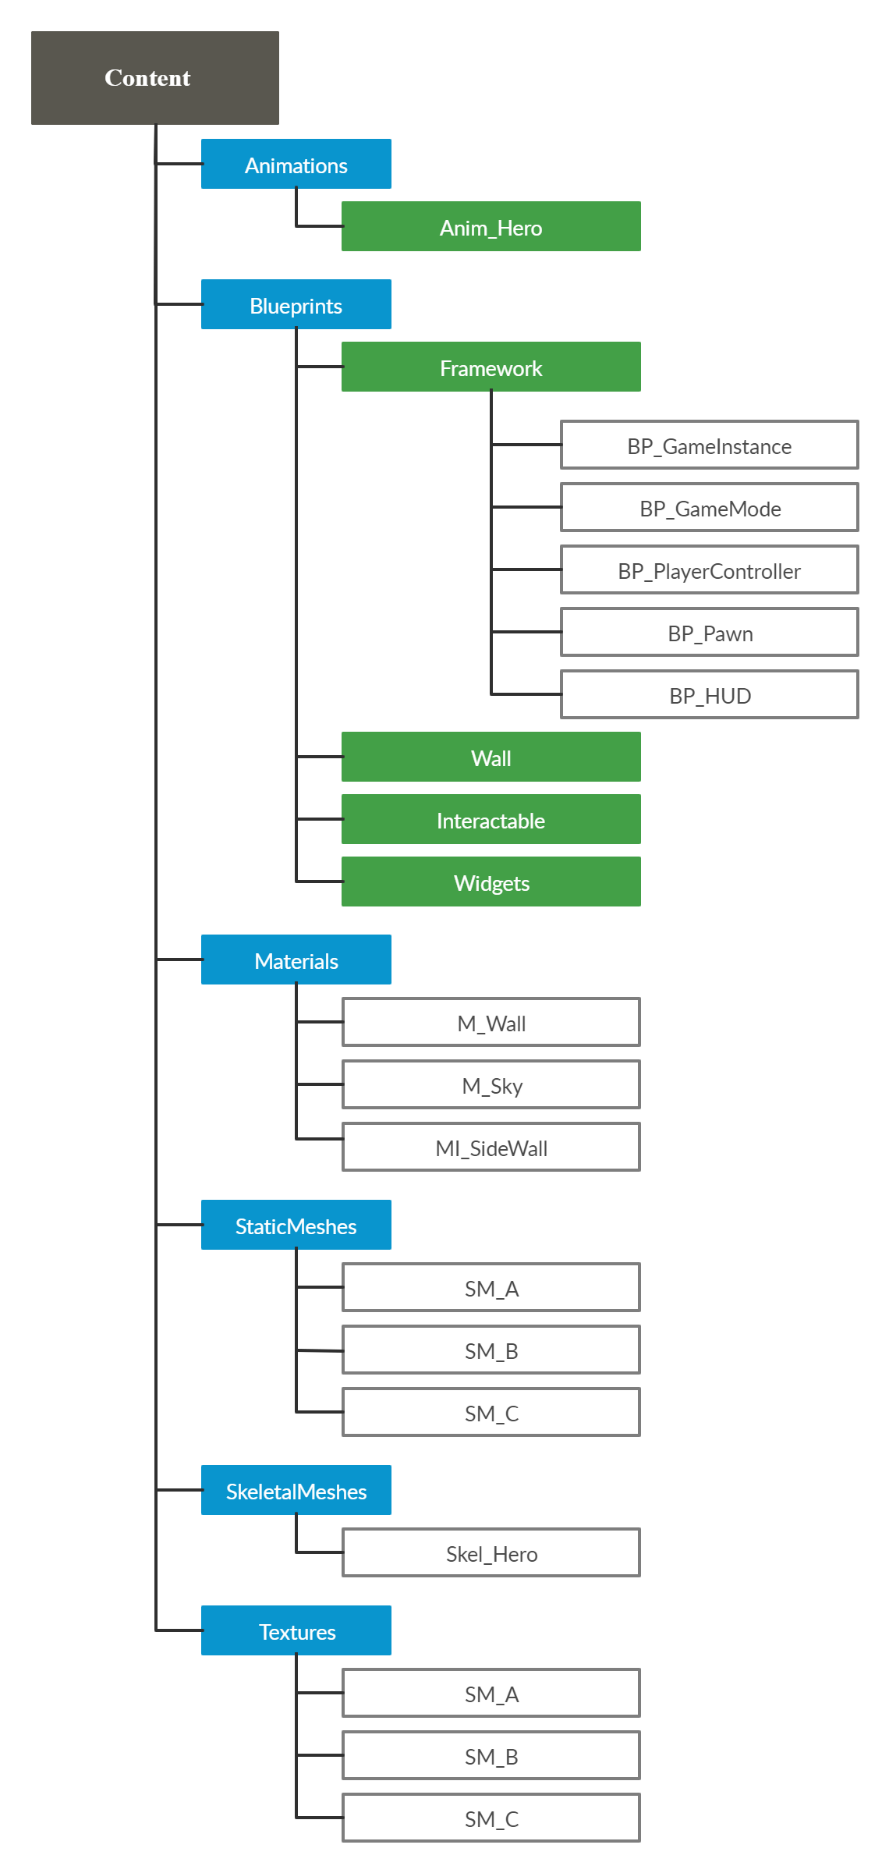 Content
Animations
Anim_Hero
Blueprints
Framework
BP_GameInstance
BP_GameMode
BP_PlayerController
BP_Pawn
BP_HUD
Wall
Interactable
Widgets
Materials
M_Wall
M_Sky
MI_SideWall
StaticMeshes
SM_A
SM_B
SM_C
SkeletalMeshes
Skel_Hero
Textures
SM_A
SM_B
SM_C